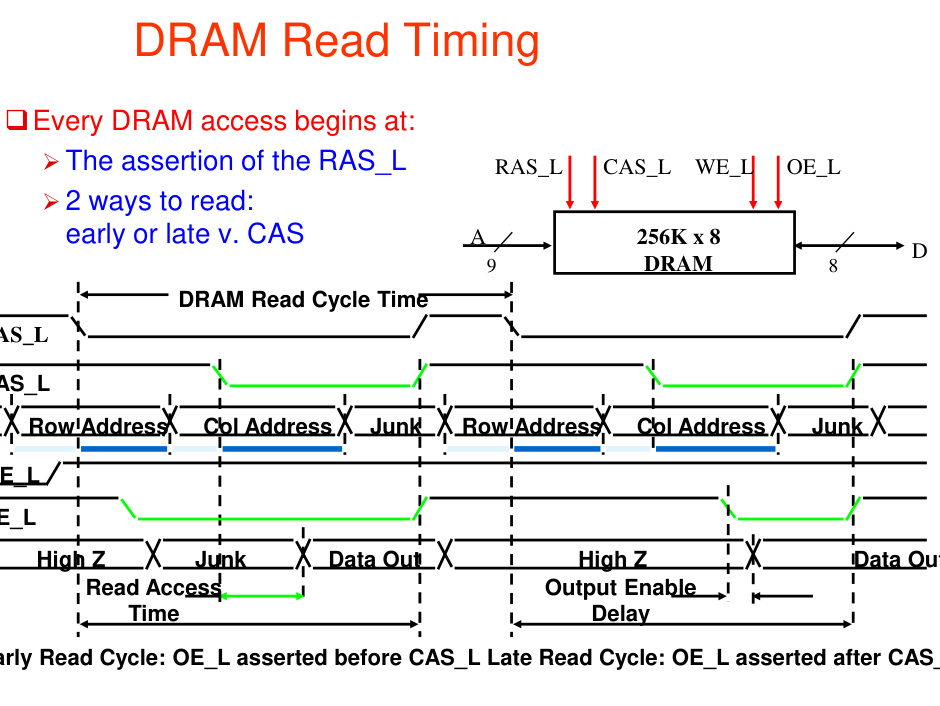 DRAM Read Timing
Every DRAM access begins at:
The assertion of the RAS_L
2 ways to read:
early or late v. CAS
RAS_L CAS_L WE_L OE_L
A 256K x 8 D
9 DRAM 8
DRAM Read Cycle Time
AS_L
AS_L
Row Address Col Address Junk Row Address Col Address Junk
E_L
E_L
High Z Junk Data Out High Z Data Out
Read Access Output Enable
Time Delay
arly Read Cycle: OE_L asserted before CAS_L Late Read Cycle: OE_L asserted after CAS_